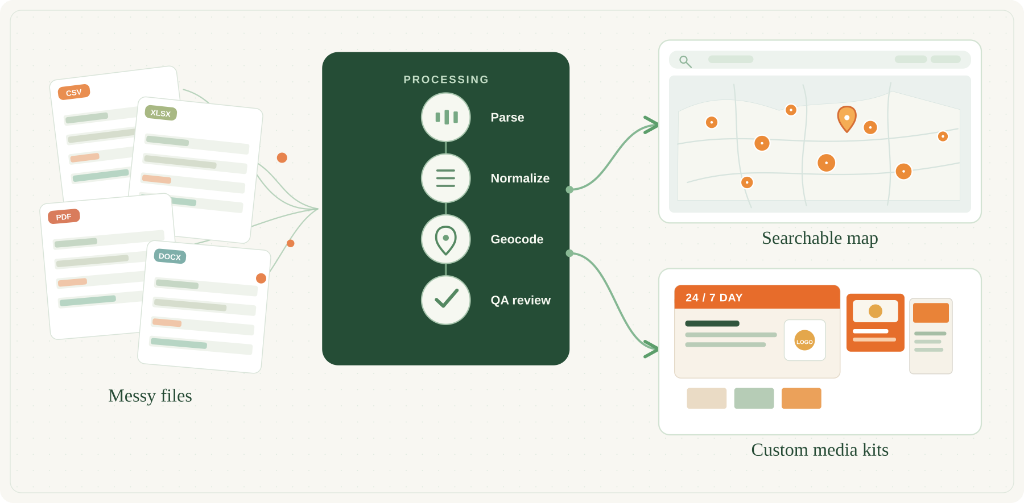 CSV
XLSX
PDF
DOCX
Messy files
PROCESSING
Parse
Normalize
Geocode
QA review
Searchable map
24 / 7 DAY
LOGO
Custom media kits